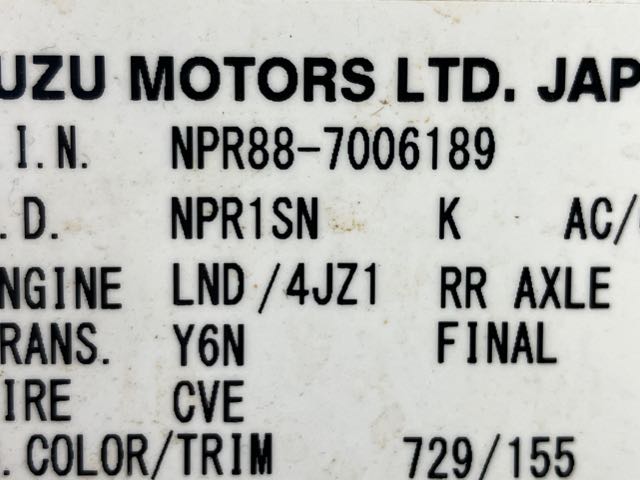 UZU MOTORS LTD. JAP
.I.N. NPR88-7006189
.D. NPR1SN K AC/
NGINE LND/4JZ1 RR AXLE
RANS. Y6N FINAL
IRE CVE
.COLOR/TRIM 729/155